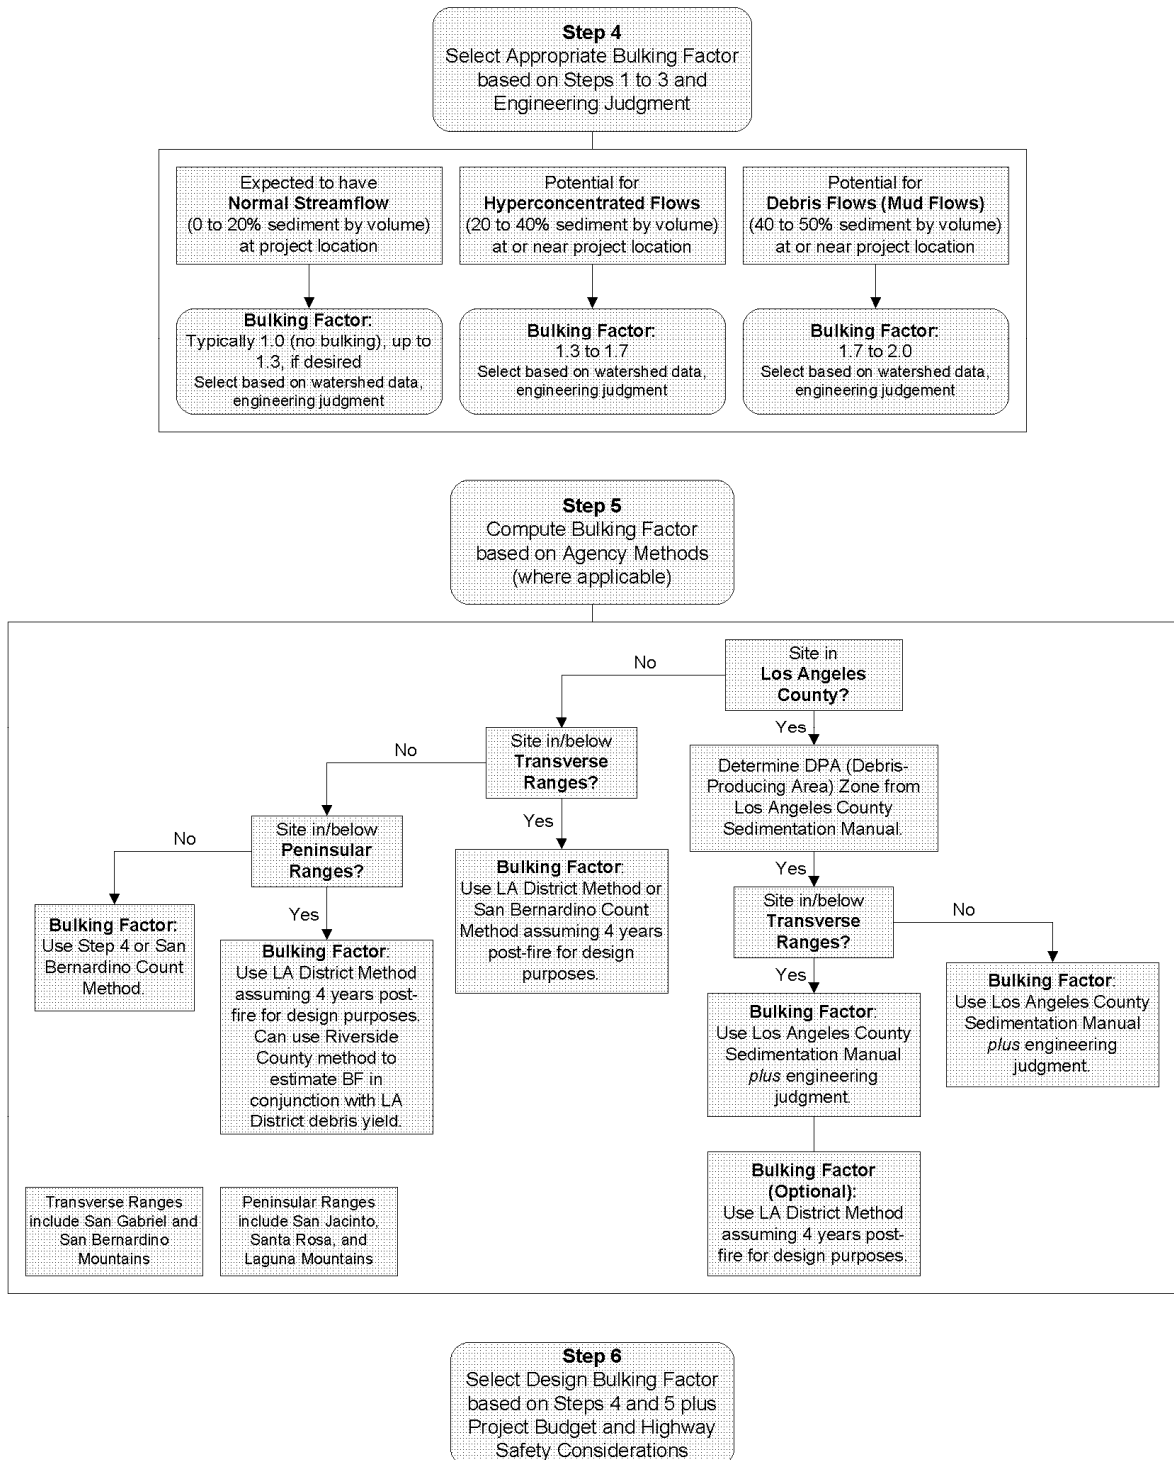 Step 4
Select Appropriate Bulking Factor
based on Steps 1 to 3 and
Engineering Judgment
Expected to have
Normal Streamflow
(0 to 20% sediment by volume)
at project location
Potential for
Hyperconcentrated Flows
(20 to 40% sediment by volume)
at or near project location
Potential for
Debris Flows (Mud Flows)
(40 to 50% sediment by volume)
at or near project location
Bulking Factor:
Typically 1.0 (no bulking), up to
1.3, if desired
Select based on watershed data,
engineering judgment
Bulking Factor:
1.3 to 1.7
Select based on watershed data,
engineering judgment
Bulking Factor:
1.7 to 2.0
Select based on watershed data,
engineering judgement
Step 5
Compute Bulking Factor
based on Agency Methods
(where applicable)
Site in
Los Angeles
County?
No
Yes
Site in/below
Transverse
Ranges?
No
Yes
Determine DPA (Debris-
Producing Area) Zone from
Los Angeles County
Sedimentation Manual.
Yes
Site in/below
Peninsular
Ranges?
No
Yes
Bulking Factor:
Use LA District Method or
San Bernardino Count
Method assuming 4 years
post-fire for design
purposes.
Site in/below
Transverse
Ranges?
No
Yes
Bulking Factor:
Use Step 4 or San
Bernardino Count
Method.
Bulking Factor:
Use LA District Method
assuming 4 years post-
fire for design purposes.
Can use Riverside
County method to
estimate BF in
conjunction with LA
District debris yield.
Bulking Factor:
Use Los Angeles County
Sedimentation Manual
plus engineering
judgment.
Bulking Factor:
Use Los Angeles County
Sedimentation Manual
plus engineering
judgment.
Bulking Factor
(Optional):
Use LA District Method
assuming 4 years post-
fire for design purposes.
Transverse Ranges
include San Gabriel and
San Bernardino
Mountains
Peninsular Ranges
include San Jacinto,
Santa Rosa, and
Laguna Mountains
Step 6
Select Design Bulking Factor
based on Steps 4 and 5 plus
Project Budget and Highway
Safety Considerations